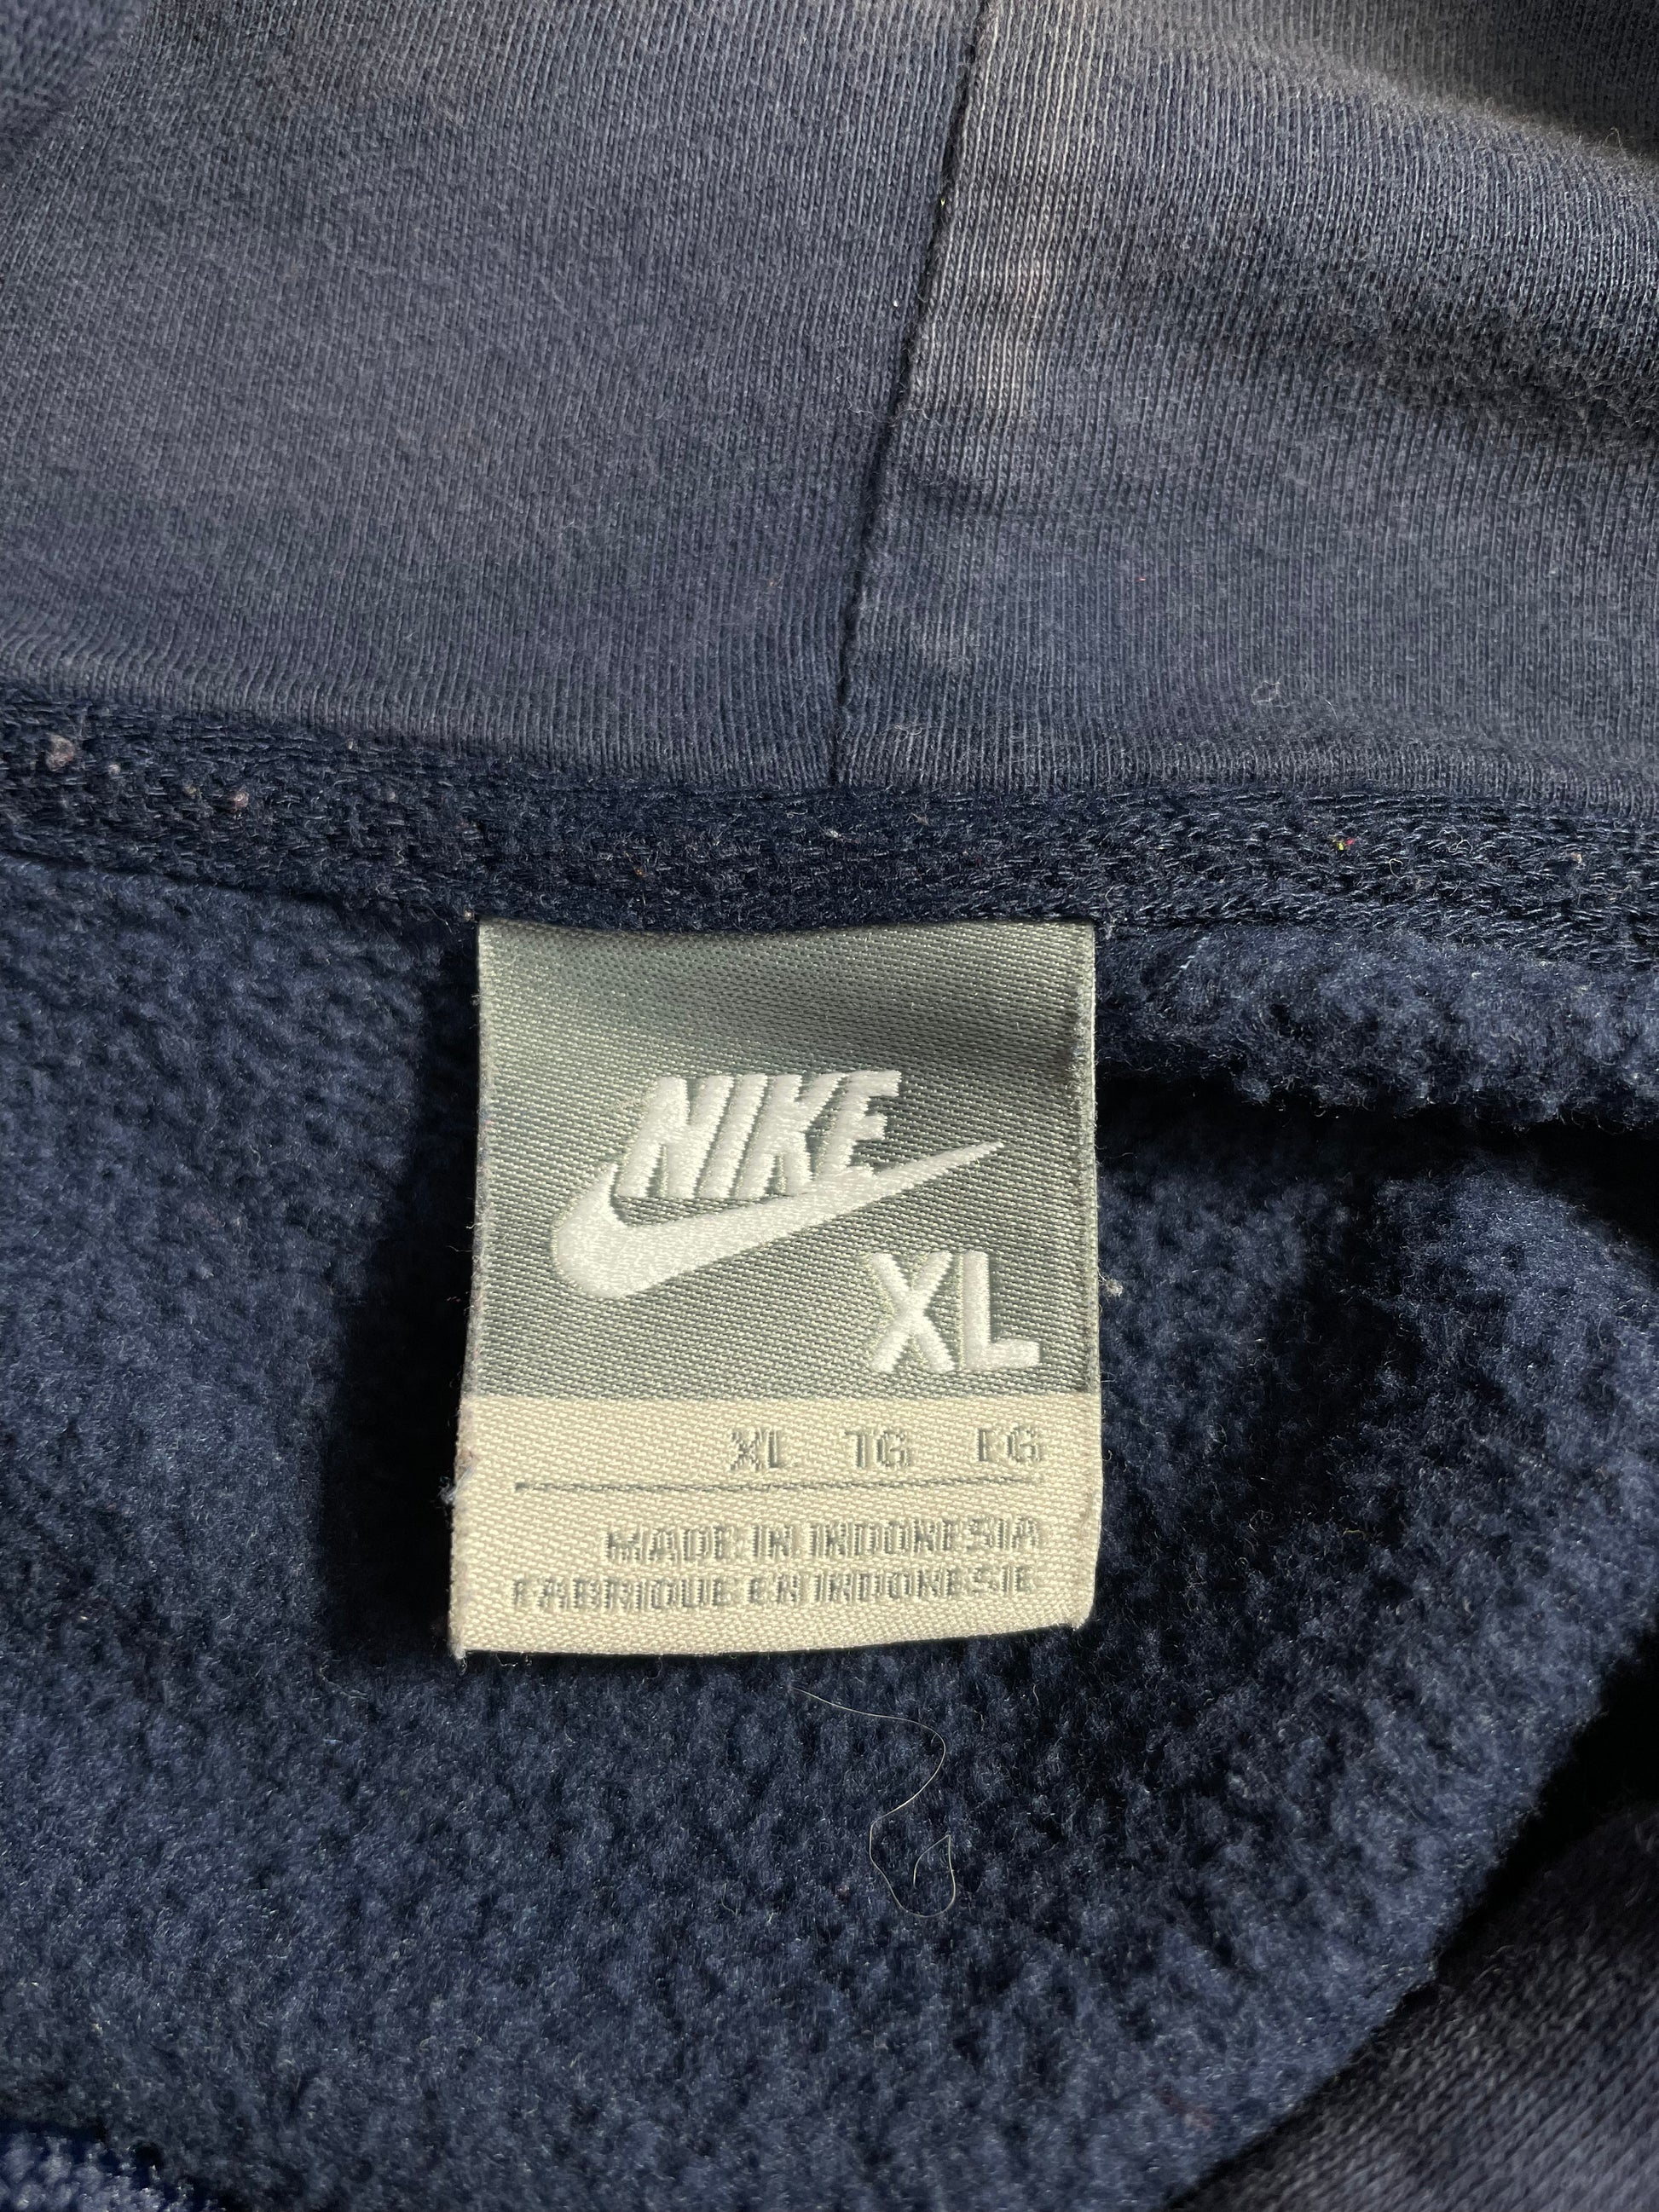 NIKE
XL
XL TG EG
MADE IN INDONESIA
FABRIQUE EN INDONESIE